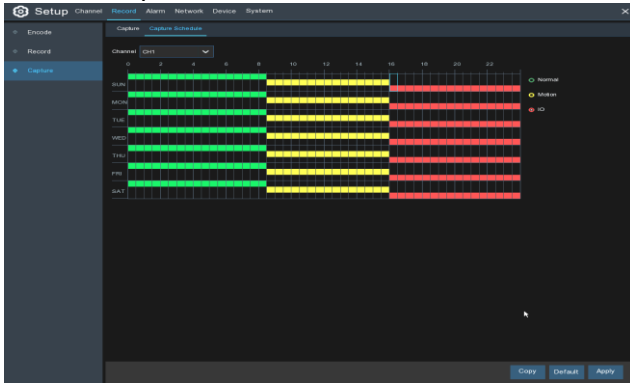 Setup Channel Record Alarm Network Device System ✕
Encode
Record
Capture
Capture Capture Schedule
Channel CH1
0 2 4 6 8 10 12 14 16 18 20 22
SUN
MON
TUE
WED
THU
FRI
SAT
Normal
Motion
IO
Copy Default Apply